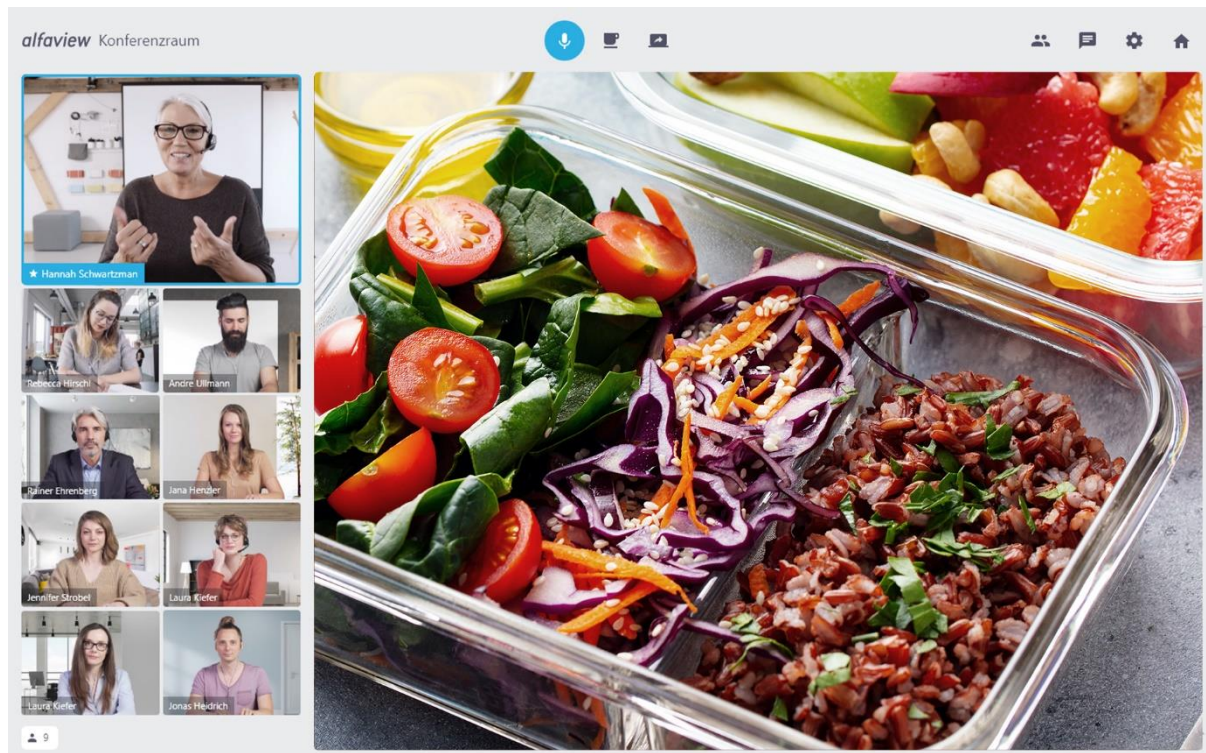 alfaview Konferenzraum
★ Hannah Schwartzman
Rebecca Hirschl
Andre Ullmann
Rainer Ehrenberg
Jana Henzler
Jennifer Strobel
Laura Kiefer
Laura Kiefer
Jonas Heidrich
9